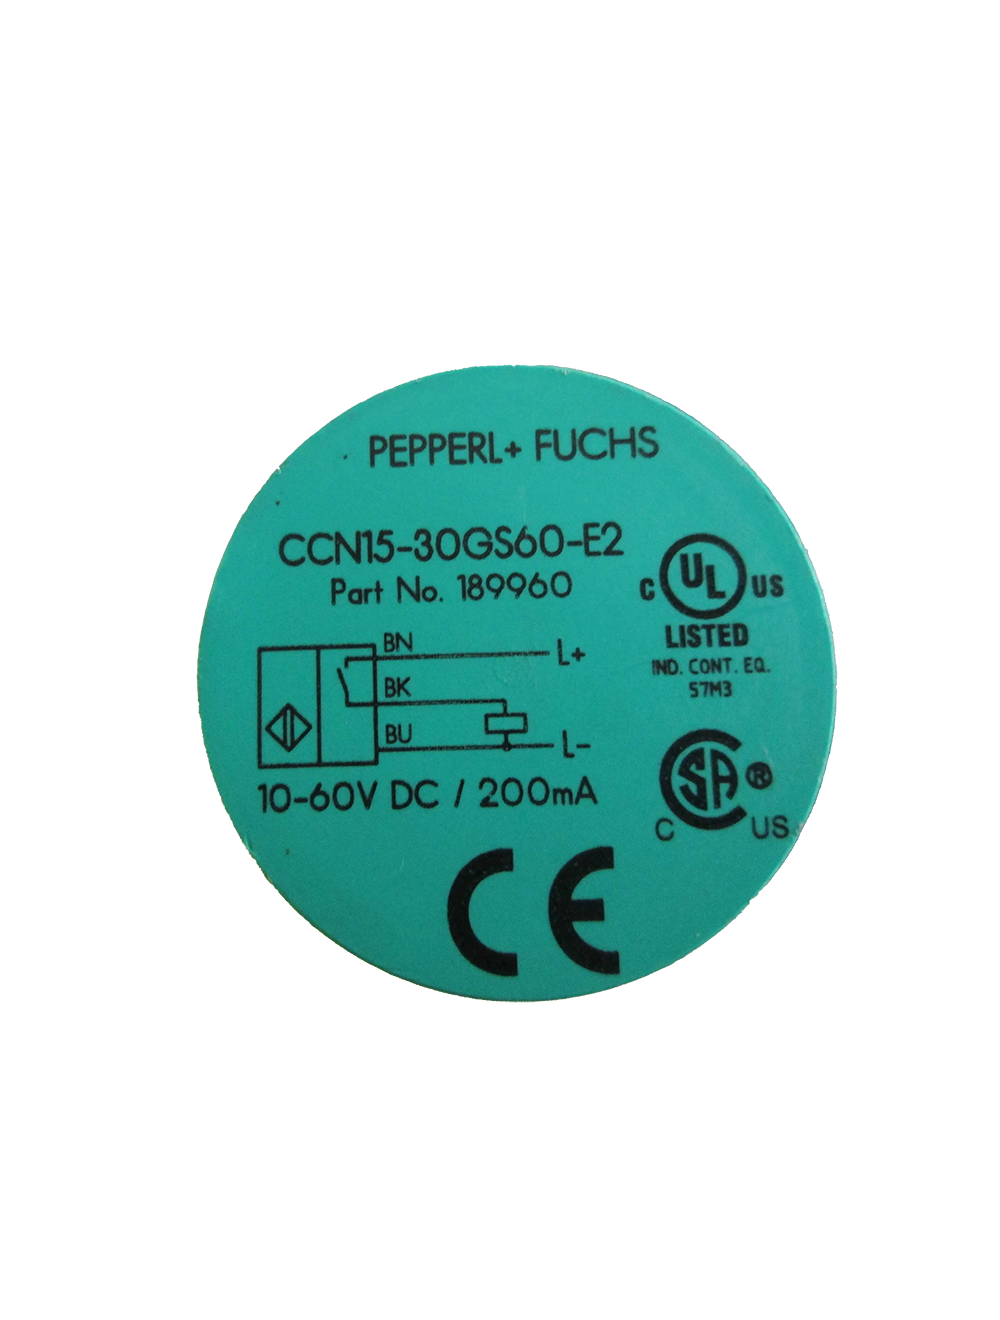 PEPPERL+ FUCHS
CCN15-30GS60-E2
Part No. 189960
C UL US
LISTED
IND. CONT. EQ.
57M3
BN
L+
BK
BU
L-
10-60V DC / 200mA
SA ®
C US
CE